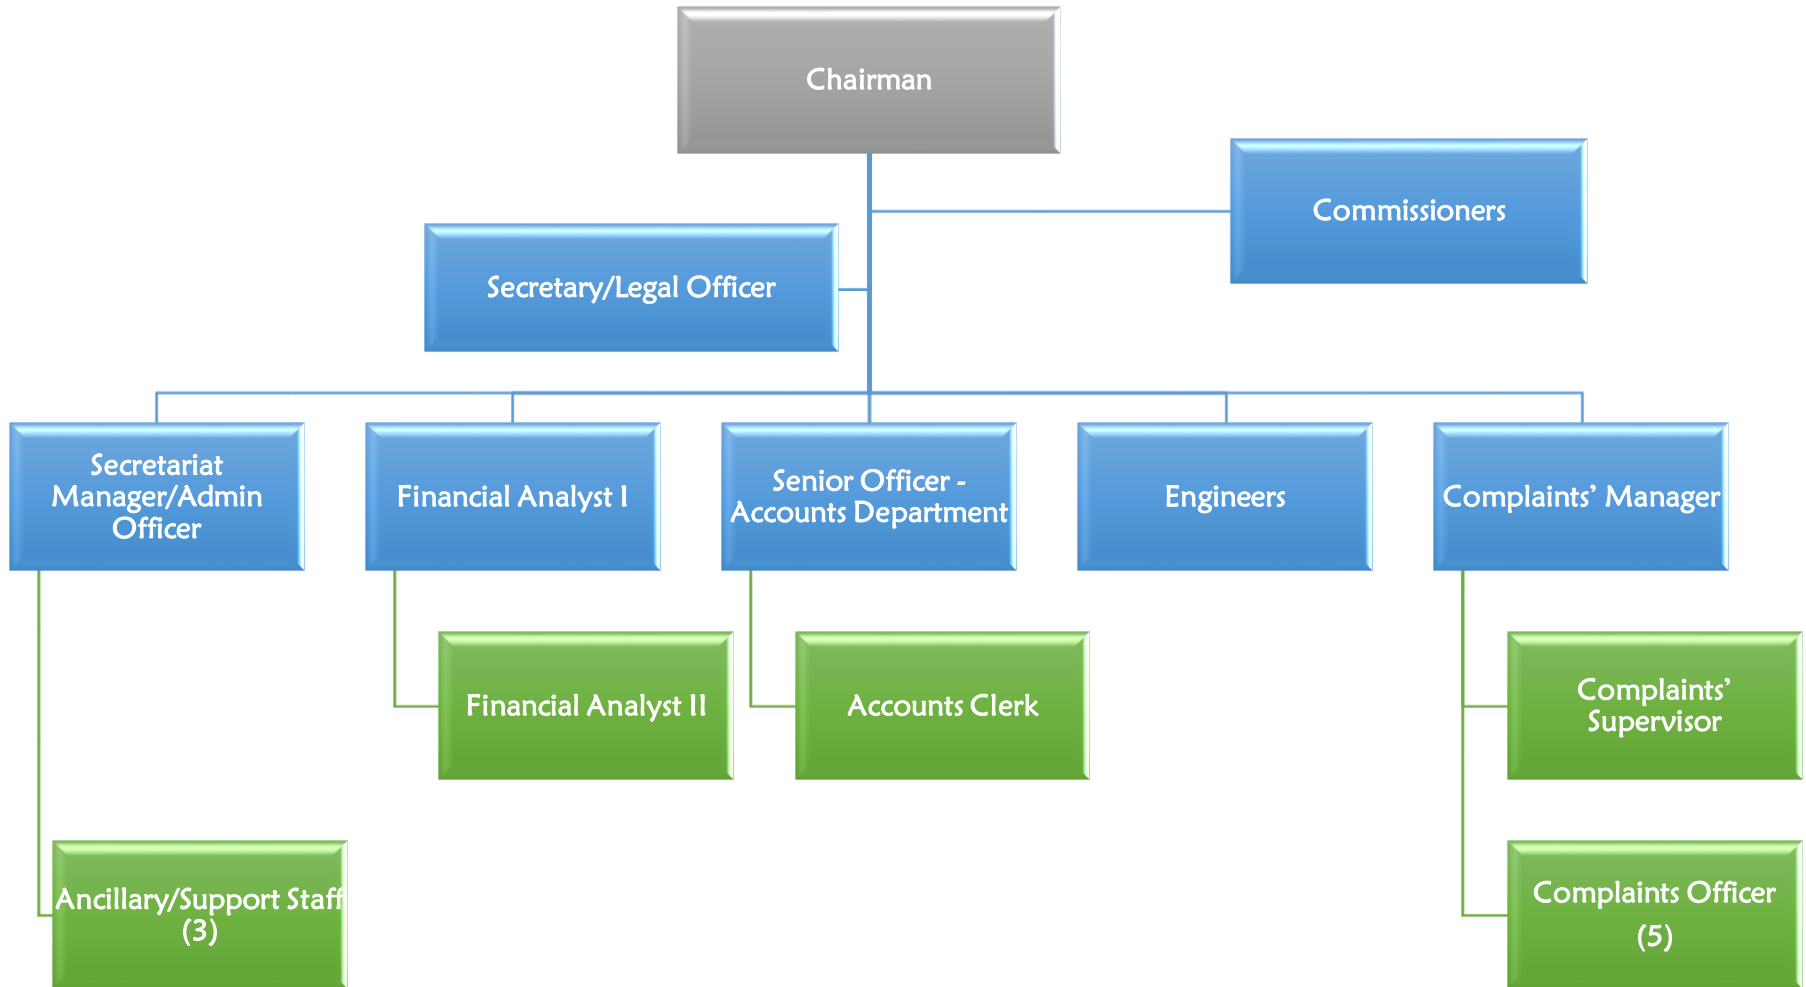 Chairman
Commissioners
Secretary/Legal Officer
Secretariat
Manager/Admin
Officer
Financial Analyst I
Senior Officer -
Accounts Department
Engineers
Complaints’ Manager
Financial Analyst II
Accounts Clerk
Complaints’
Supervisor
Ancillary/Support Staff
(3)
Complaints Officer
(5)